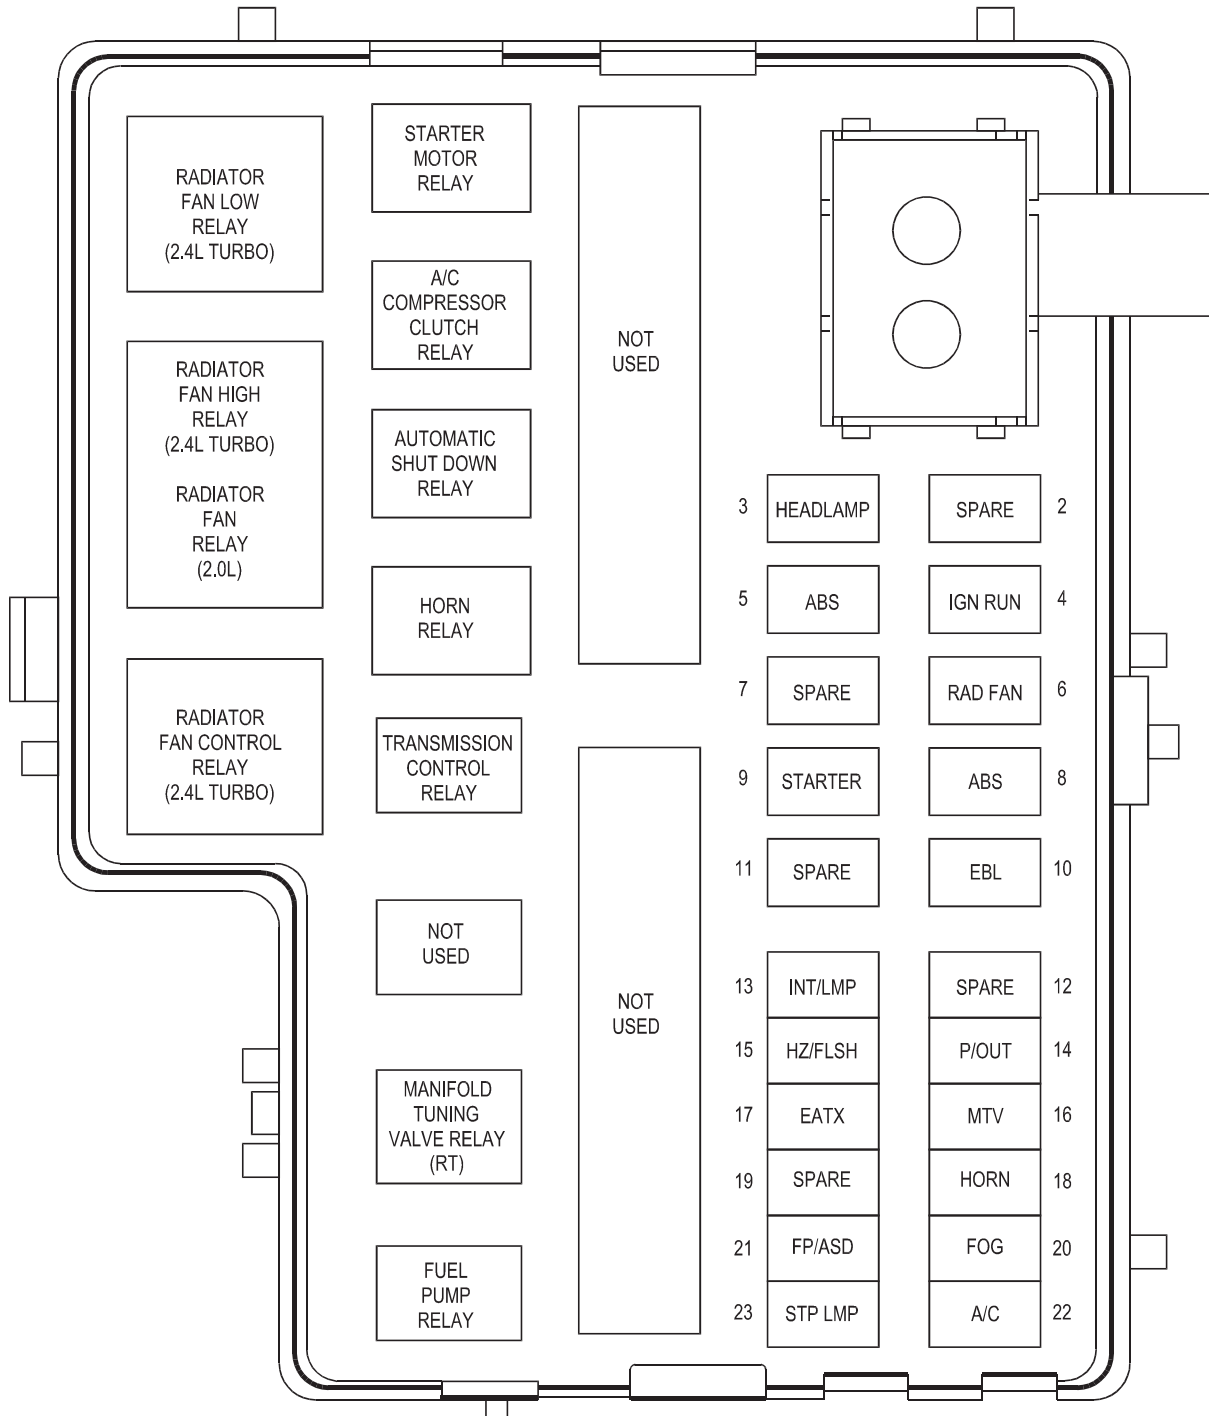 RADIATOR
FAN LOW
RELAY
(2.4L TURBO)
RADIATOR
FAN HIGH
RELAY
(2.4L TURBO)
RADIATOR
FAN
RELAY
(2.0L)
RADIATOR
FAN CONTROL
RELAY
(2.4L TURBO)
STARTER
MOTOR
RELAY
A/C
COMPRESSOR
CLUTCH
RELAY
AUTOMATIC
SHUT DOWN
RELAY
HORN
RELAY
TRANSMISSION
CONTROL
RELAY
NOT
USED
MANIFOLD
TUNING
VALVE RELAY
(RT)
FUEL
PUMP
RELAY
NOT
USED
NOT
USED
3 HEADLAMP SPARE 2
5 ABS IGN RUN 4
7 SPARE RAD FAN 6
9 STARTER ABS 8
11 SPARE EBL 10
13 INT/LMP SPARE 12
15 HZ/FLSH P/OUT 14
17 EATX MTV 16
19 SPARE HORN 18
21 FP/ASD FOG 20
23 STP LMP A/C 22